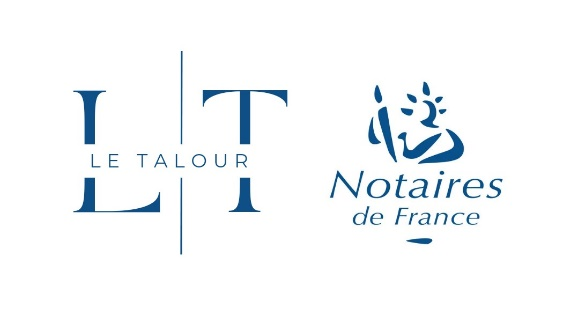 LT
LE TALOUR
Notaires
de France